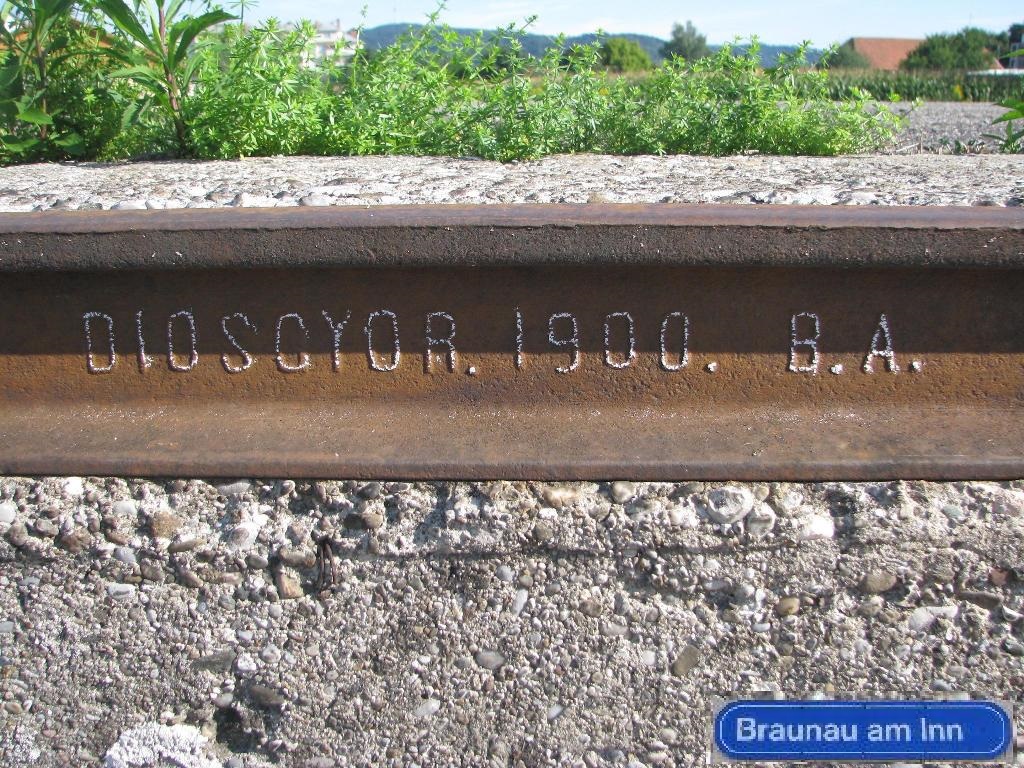 DIOSGYOR. 1900. B.A.
Braunau am Inn